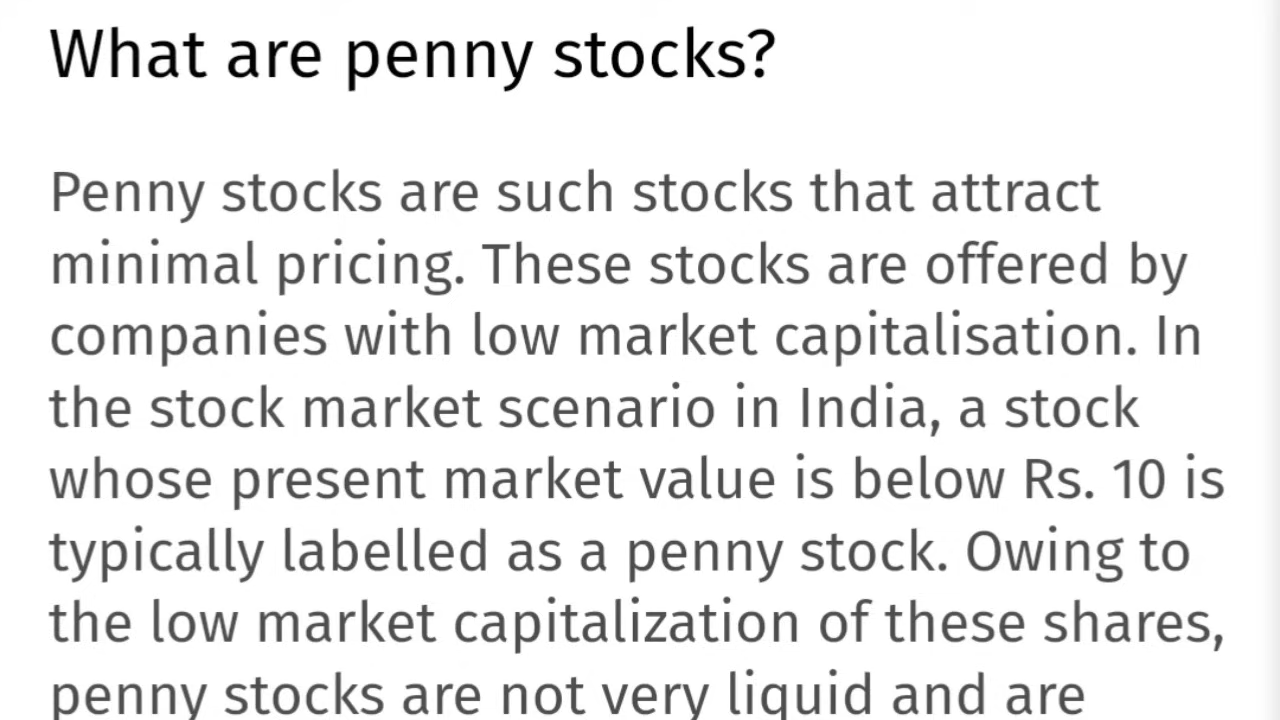 What are penny stocks?
Penny stocks are such stocks that attract
minimal pricing. These stocks are offered by
companies with low market capitalisation. In
the stock market scenario in India, a stock
whose present market value is below Rs. 10 is
typically labelled as a penny stock. Owing to
the low market capitalization of these shares,
penny stocks are not very liquid and are